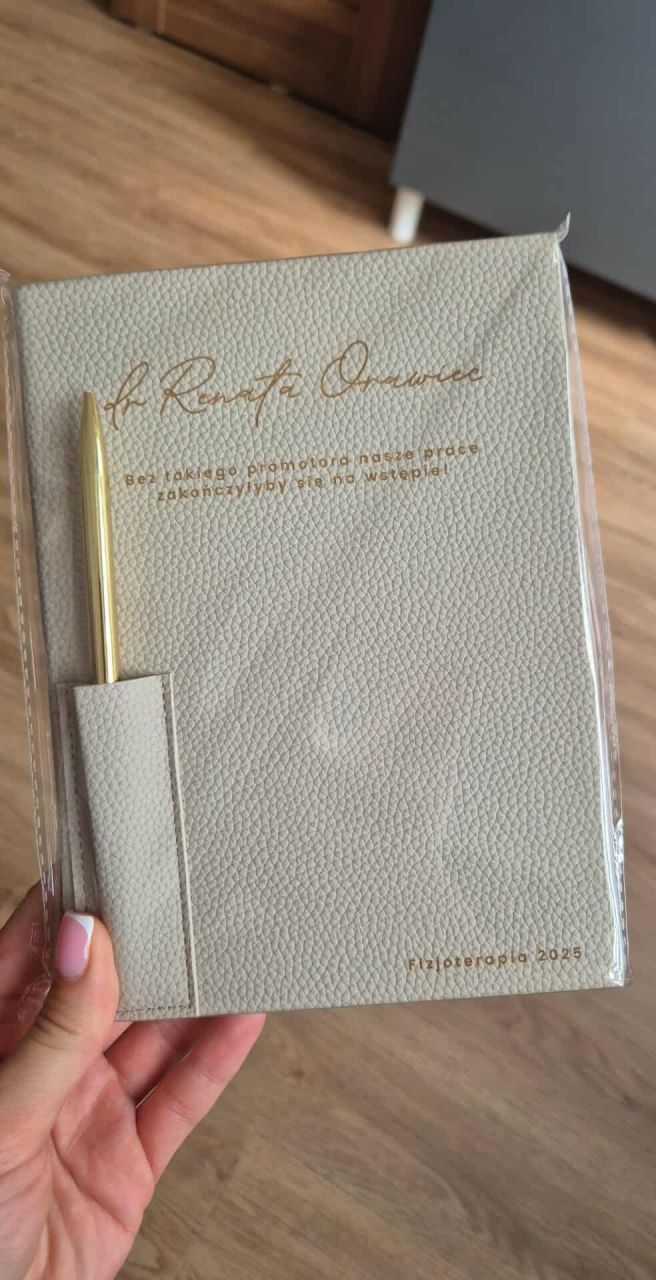 dr Renata Orawiec
Bez takiego promotora nasze prace
zakończyłyby się na Wstępie!
Fizjoterapia 2025